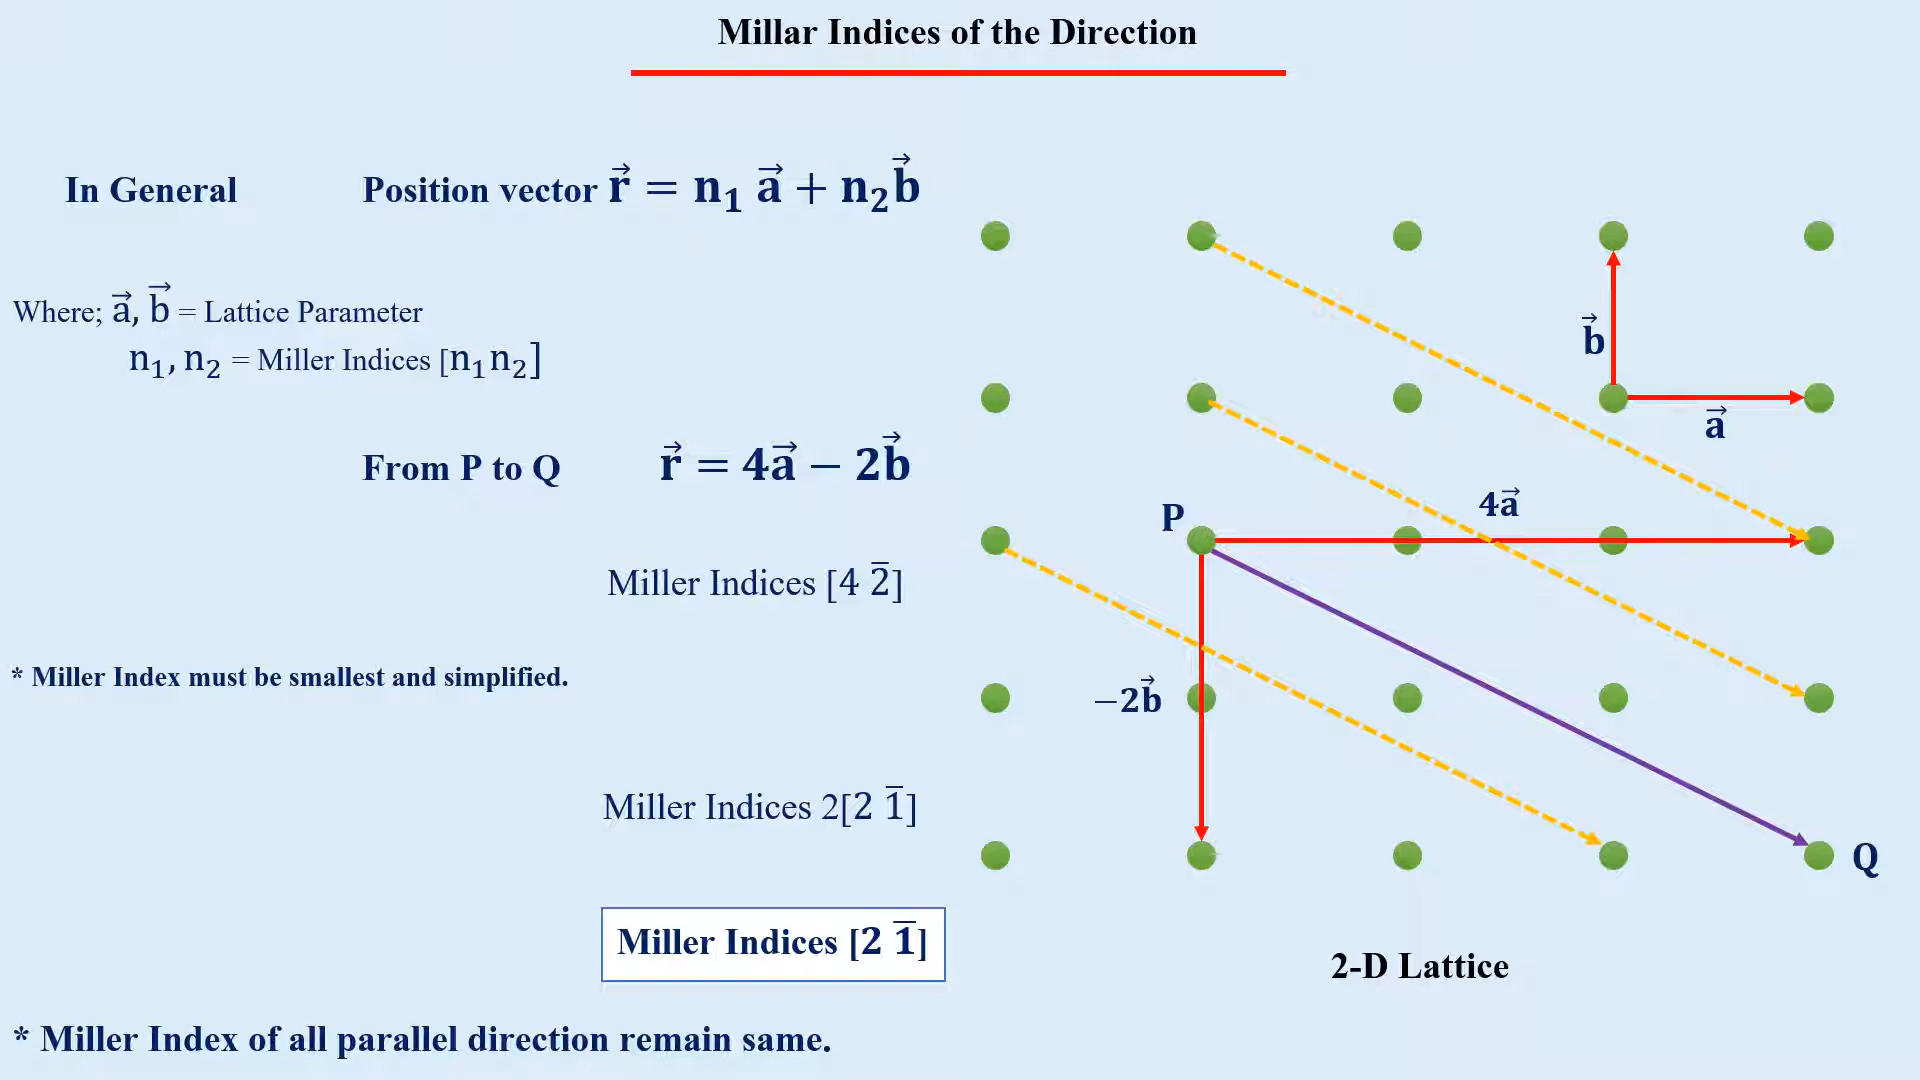 Millar Indices of the Direction
In General Position vector r⃗ = n₁ a⃗ + n₂b⃗
Where; a⃗, b⃗ = Lattice Parameter
n₁, n₂ = Miller Indices [n₁n₂]
From P to Q r⃗ = 4a⃗ − 2b⃗
Miller Indices [4 2̅]
* Miller Index must be smallest and simplified.
Miller Indices 2[2 1̅]
Miller Indices [2 1̅]
* Miller Index of all parallel direction remain same.
b⃗
a⃗
P
4a⃗
−2b⃗
Q
2-D Lattice